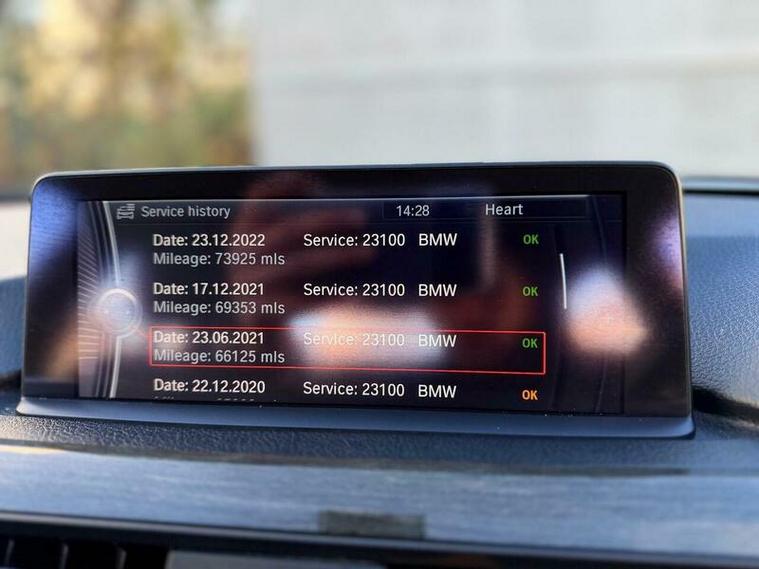 Service history 14:28 Heart
Date: 23.12.2022 Service: 23100 BMW OK
Mileage: 73925 mls
Date: 17.12.2021 Service: 23100 BMW OK
Mileage: 69353 mls
Date: 23.06.2021 Service: 23100 BMW OK
Mileage: 66125 mls
Date: 22.12.2020 Service: 23100 BMW OK